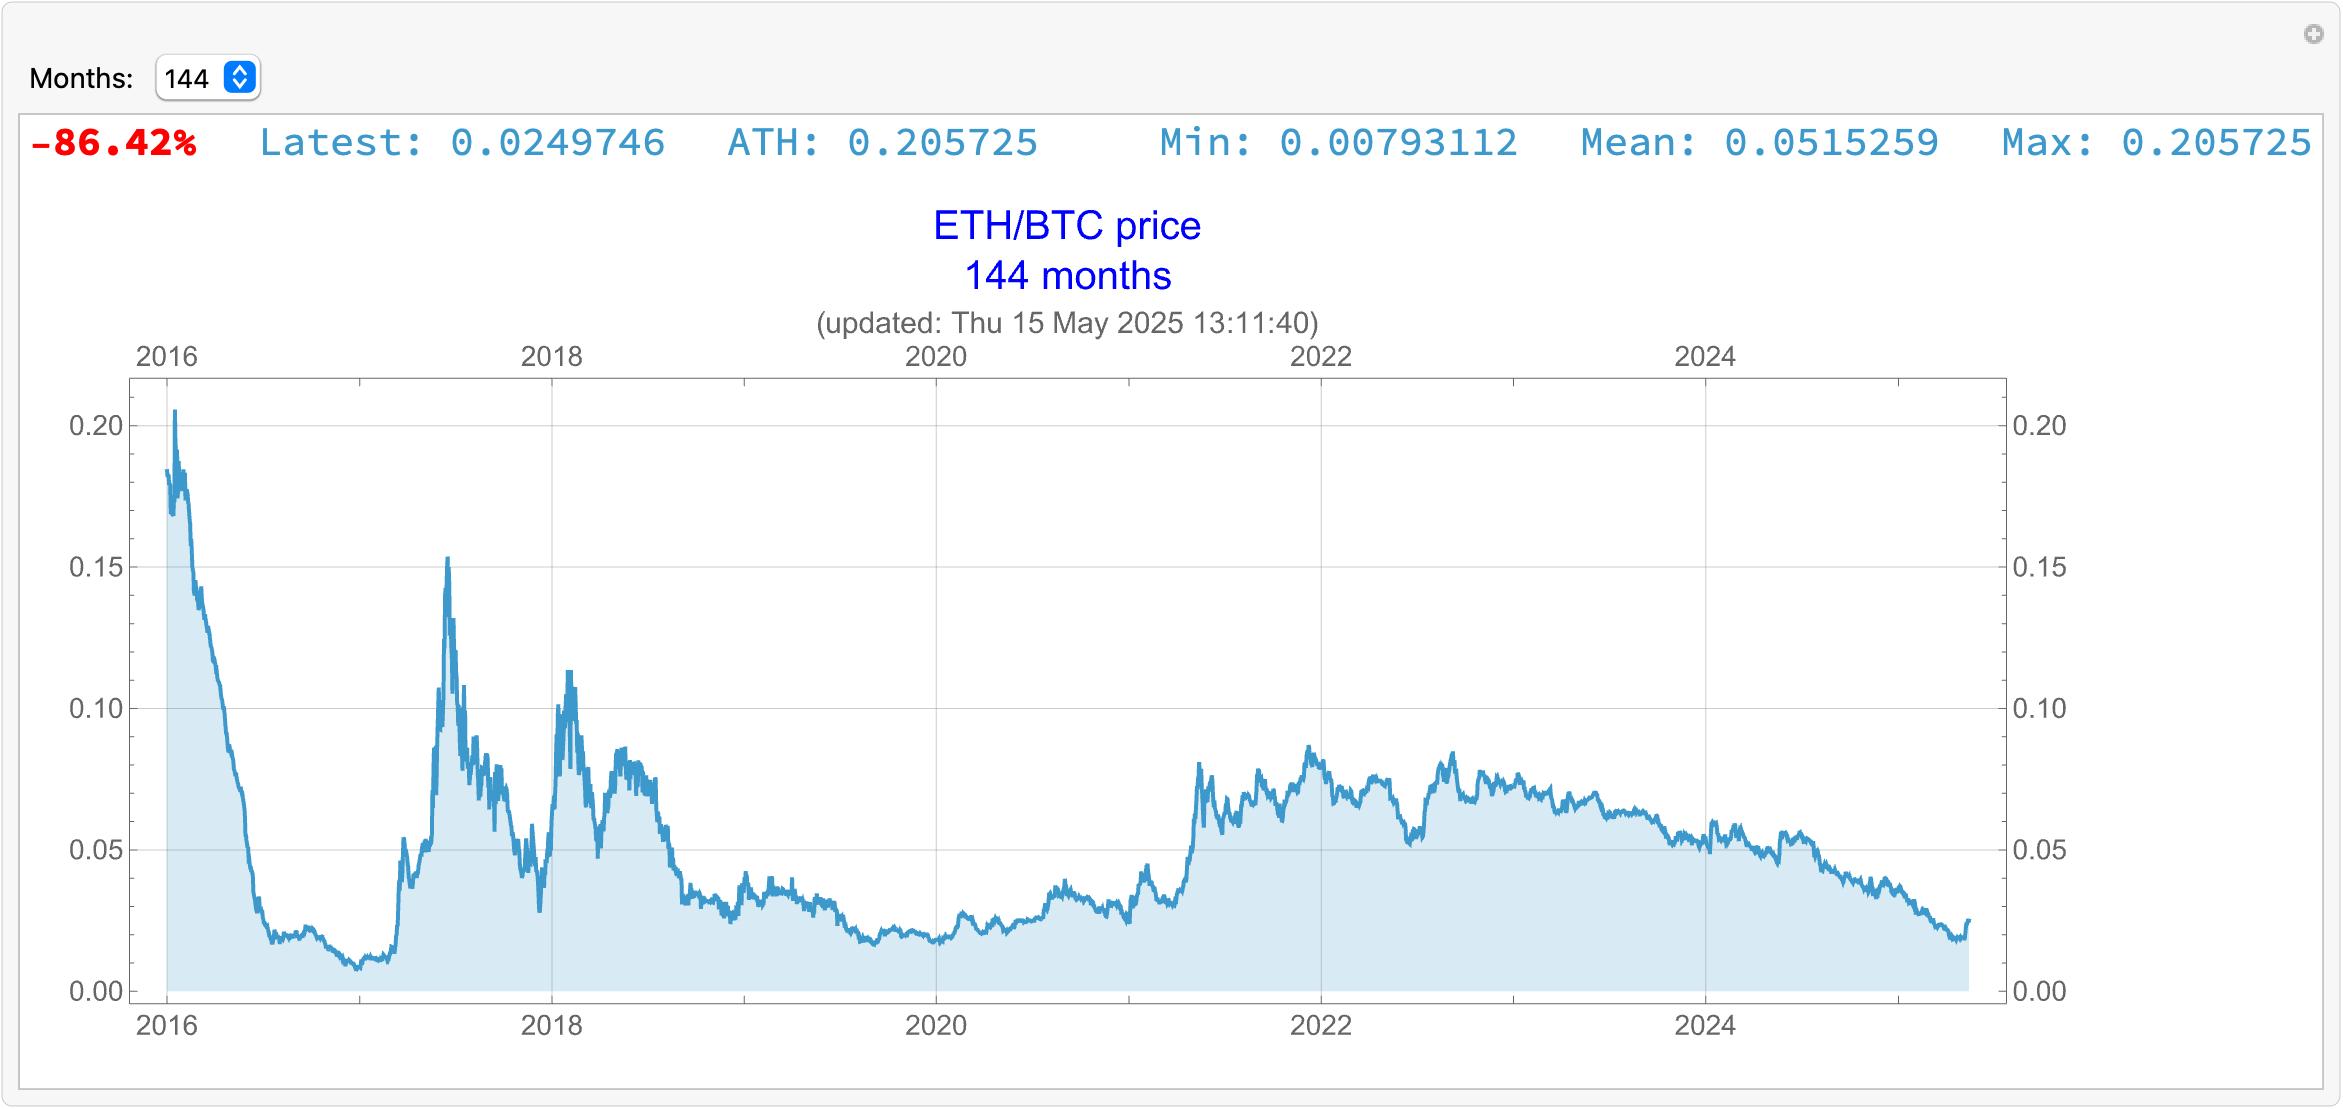 Months: 144
-86.42% Latest: 0.0249746 ATH: 0.205725 Min: 0.00793112 Mean: 0.0515259 Max: 0.205725
ETH/BTC price
144 months
(updated: Thu 15 May 2025 13:11:40)
2016 2018 2020 2022 2024
0.20 0.20
0.15 0.15
0.10 0.10
0.05 0.05
0.00 0.00
2016 2018 2020 2022 2024